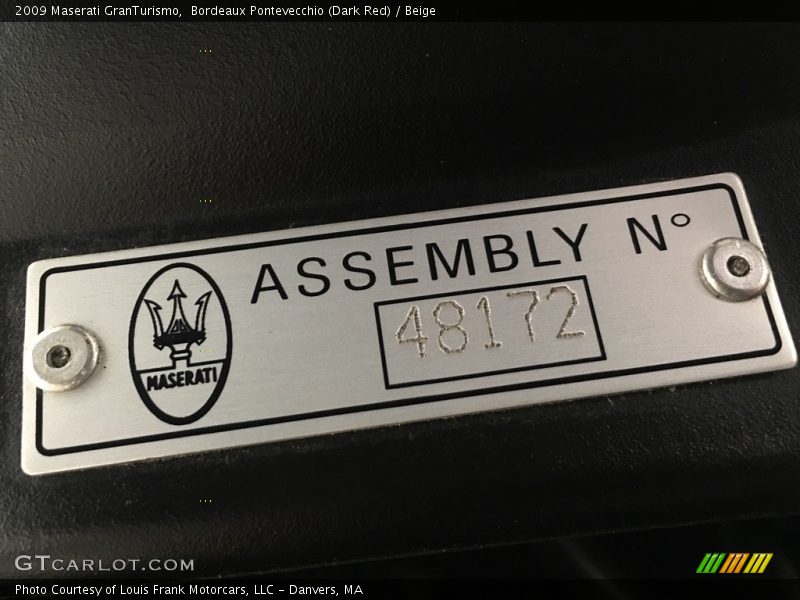 2009 Maserati GranTurismo,  Bordeaux Pontevecchio (Dark Red) / Beige
ASSEMBLY Nº
48172
MASERATI
GTCARLOT.COM
Photo Courtesy of Louis Frank Motorcars, LLC - Danvers, MA